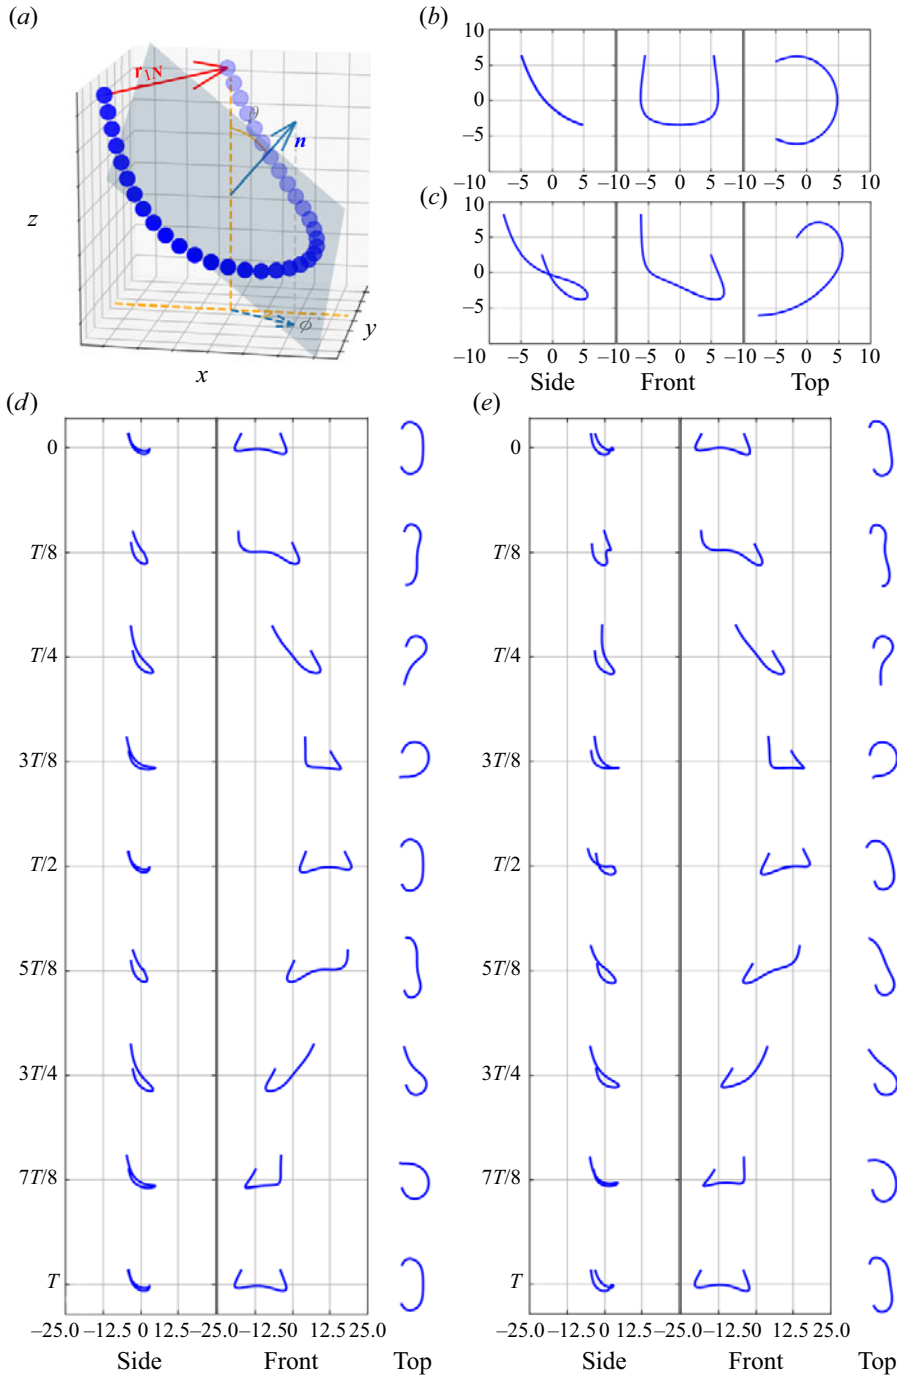 (a)
r1N
θ
n
z
ϕ
y
x
(b)
10
5
0
−5
−10 −5 0 5 −10 −5 0 5 −10 −5 0 5 10
(c)
10
5
0
−5
−10 −5 0 5 −10 −5 0 5 −10 −5 0 5 10
Side Front Top
(d)
0
T/8
T/4
3T/8
T/2
5T/8
3T/4
7T/8
T
−25.0 −12.5 0 12.5 −25.0 −12.50 12.5 25.0
Side Front Top
(e)
0
T/8
T/4
3T/8
T/2
5T/8
3T/4
7T/8
T
−25.0 −12.5 0 12.5 −25.0 −12.50 12.5 25.0
Side Front Top